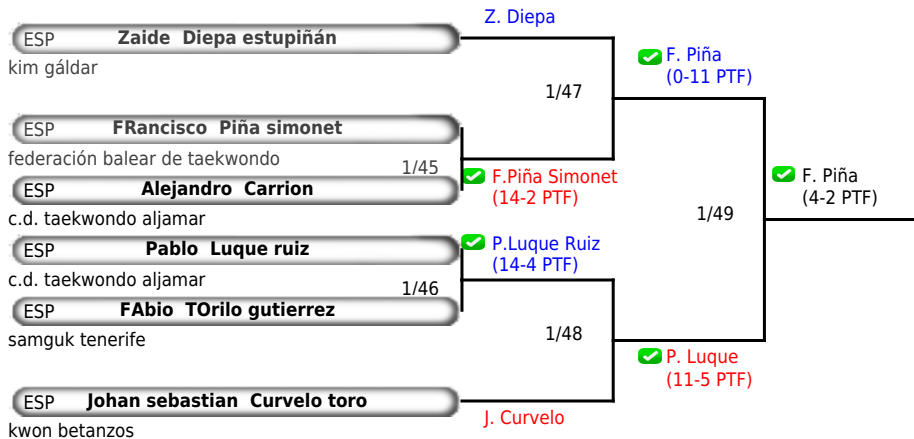 Z. Diepa
ESP Zaide Diepa estupiñán
kim gáldar
F. Piña
(0-11 PTF)
1/47
ESP FRancisco Piña simonet
federación balear de taekwondo
1/45
ESP Alejandro Carrion
c.d. taekwondo aljamar
F.Piña Simonet
(14-2 PTF)
F. Piña
(4-2 PTF)
1/49
ESP Pablo Luque ruiz
c.d. taekwondo aljamar
P.Luque Ruiz
(14-4 PTF)
1/46
ESP FAbio TOrilo gutierrez
samguk tenerife
1/48
P. Luque
(11-5 PTF)
ESP Johan sebastian Curvelo toro
kwon betanzos
J. Curvelo